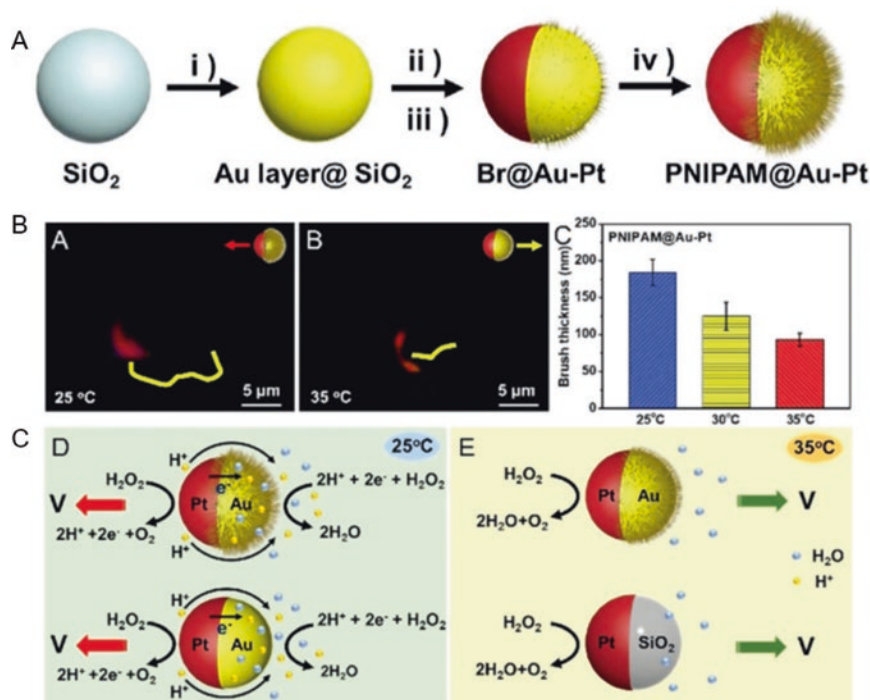 A
i )
ii )
iii )
iv )
SiO₂
Au layer@ SiO₂
Br@Au-Pt
PNIPAM@Au-Pt
B
A
25 °C
5 μm
B
35 °C
5 μm
C
PNIPAM@Au-Pt
Brush thickness (nm)
250
200
150
100
50
0
25°C
30°C
35°C
C
D
25°C
H⁺
H₂O₂
2H⁺ + 2e⁻ + H₂O₂
e⁻
V
Pt
Au
2H⁺ +2e⁻ +O₂
2H₂O
H⁺
H⁺
H₂O₂
2H⁺ + 2e⁻ + H₂O₂
e⁻
V
Pt
Au
2H⁺ +2e⁻ +O₂
2H₂O
H⁺
E
35°C
H₂O₂
Pt
Au
V
2H₂O+O₂
H₂O
H⁺
H₂O₂
Pt
SiO₂
V
2H₂O+O₂